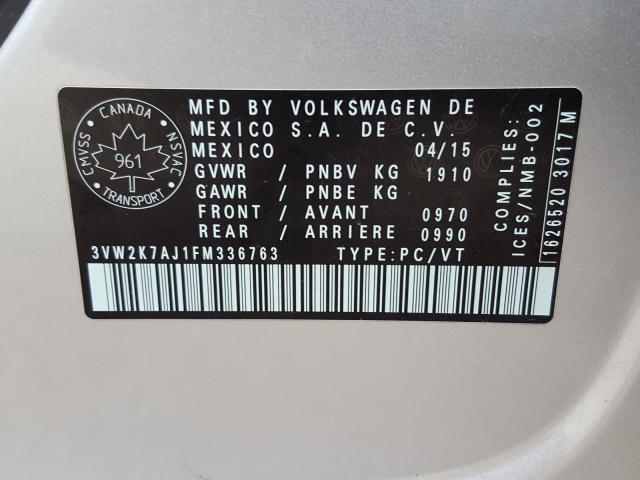 CANADA
CMVSS
NSVAC
961
TRANSPORT
MFD BY VOLKSWAGEN DE
MEXICO S.A. DE C.V.
MEXICO 04/15
GVWR / PNBV KG 1910
GAWR / PNBE KG
FRONT / AVANT 0970
REAR / ARRIERE 0990
3VW2K7AJ1FM336763 TYPE:PC/VT
COMPLIES:
ICES/NMB-002
1626520 3017 M